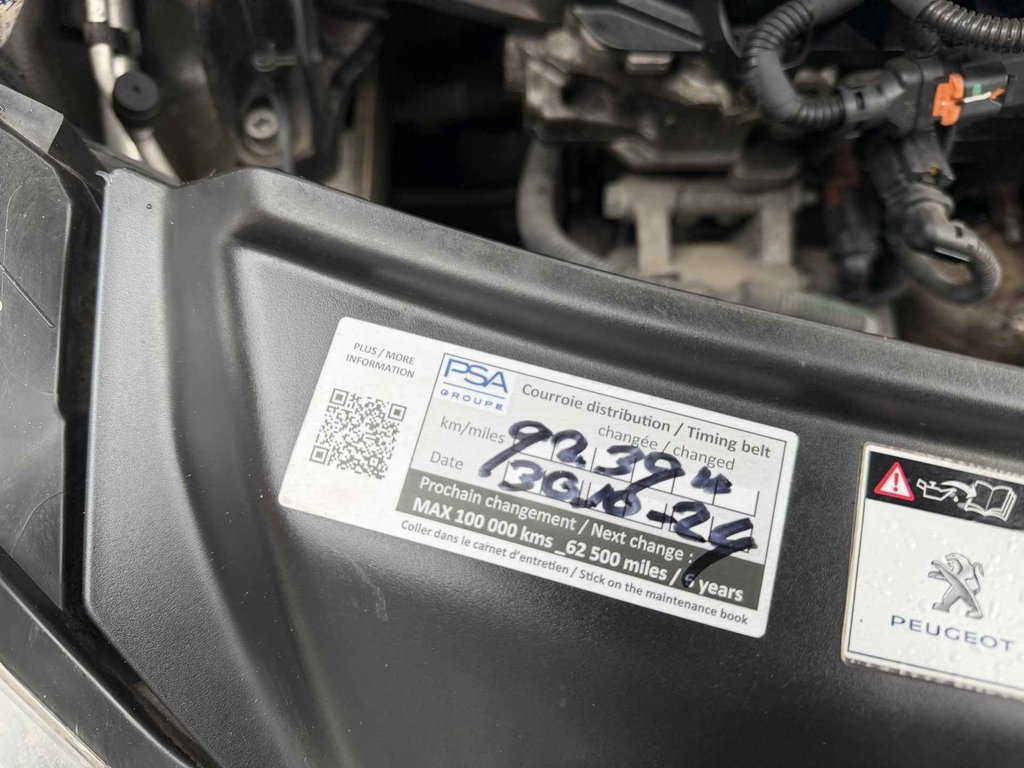 PLUS / MORE
INFORMATION
PSA
GROUPE
Courroie distribution / Timing belt
changée / changed
km/miles 92 394
Date 30.10-24
Prochain changement / Next change :
MAX 100 000 kms _62 500 miles / 6 years
Coller dans le carnet d'entretien / Stick on the maintenance book
PEUGEOT